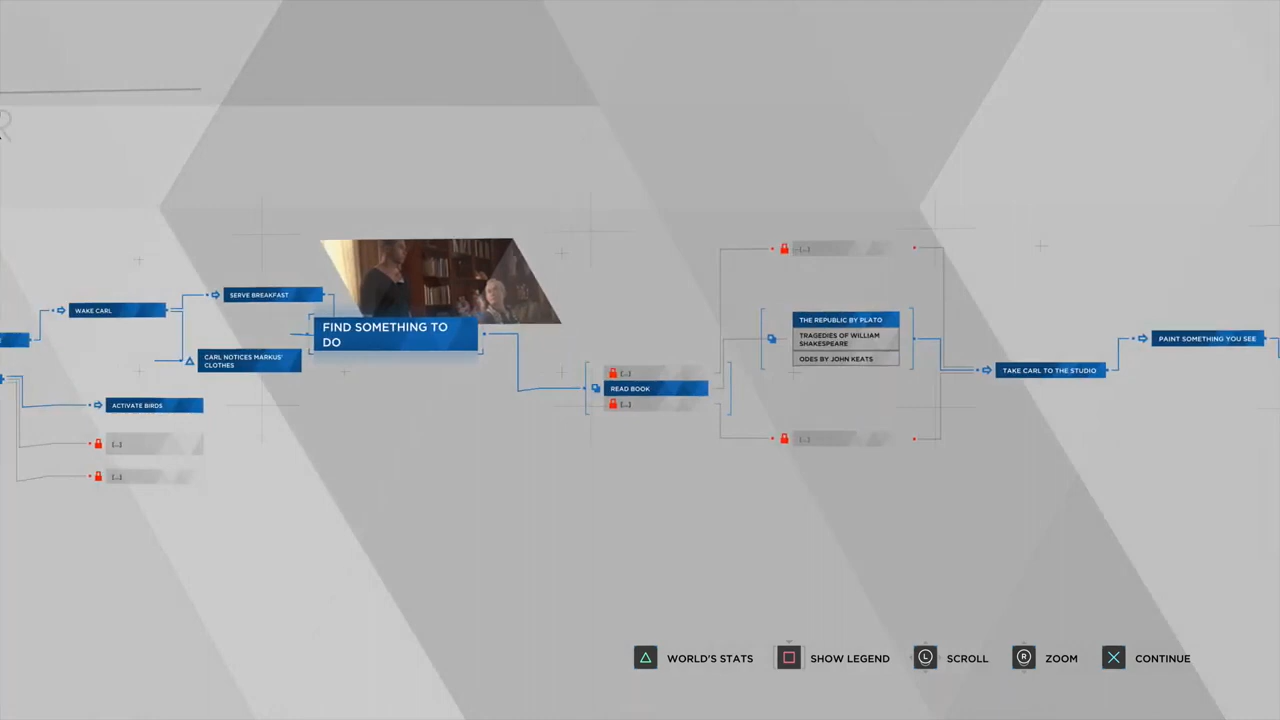 R
WAKE CARL
SERVE BREAKFAST
CARL NOTICES MARKUS'
CLOTHES
ACTIVATE BIRDS
[...]
[...]
FIND SOMETHING TO
DO
[...]
READ BOOK
[...]
[...]
THE REPUBLIC BY PLATO
TRAGEDIES OF WILLIAM
SHAKESPEARE
ODES BY JOHN KEATS
[...]
TAKE CARL TO THE STUDIO
PAINT SOMETHING YOU SEE
WORLD'S STATS
SHOW LEGEND
L
SCROLL
R
ZOOM
CONTINUE